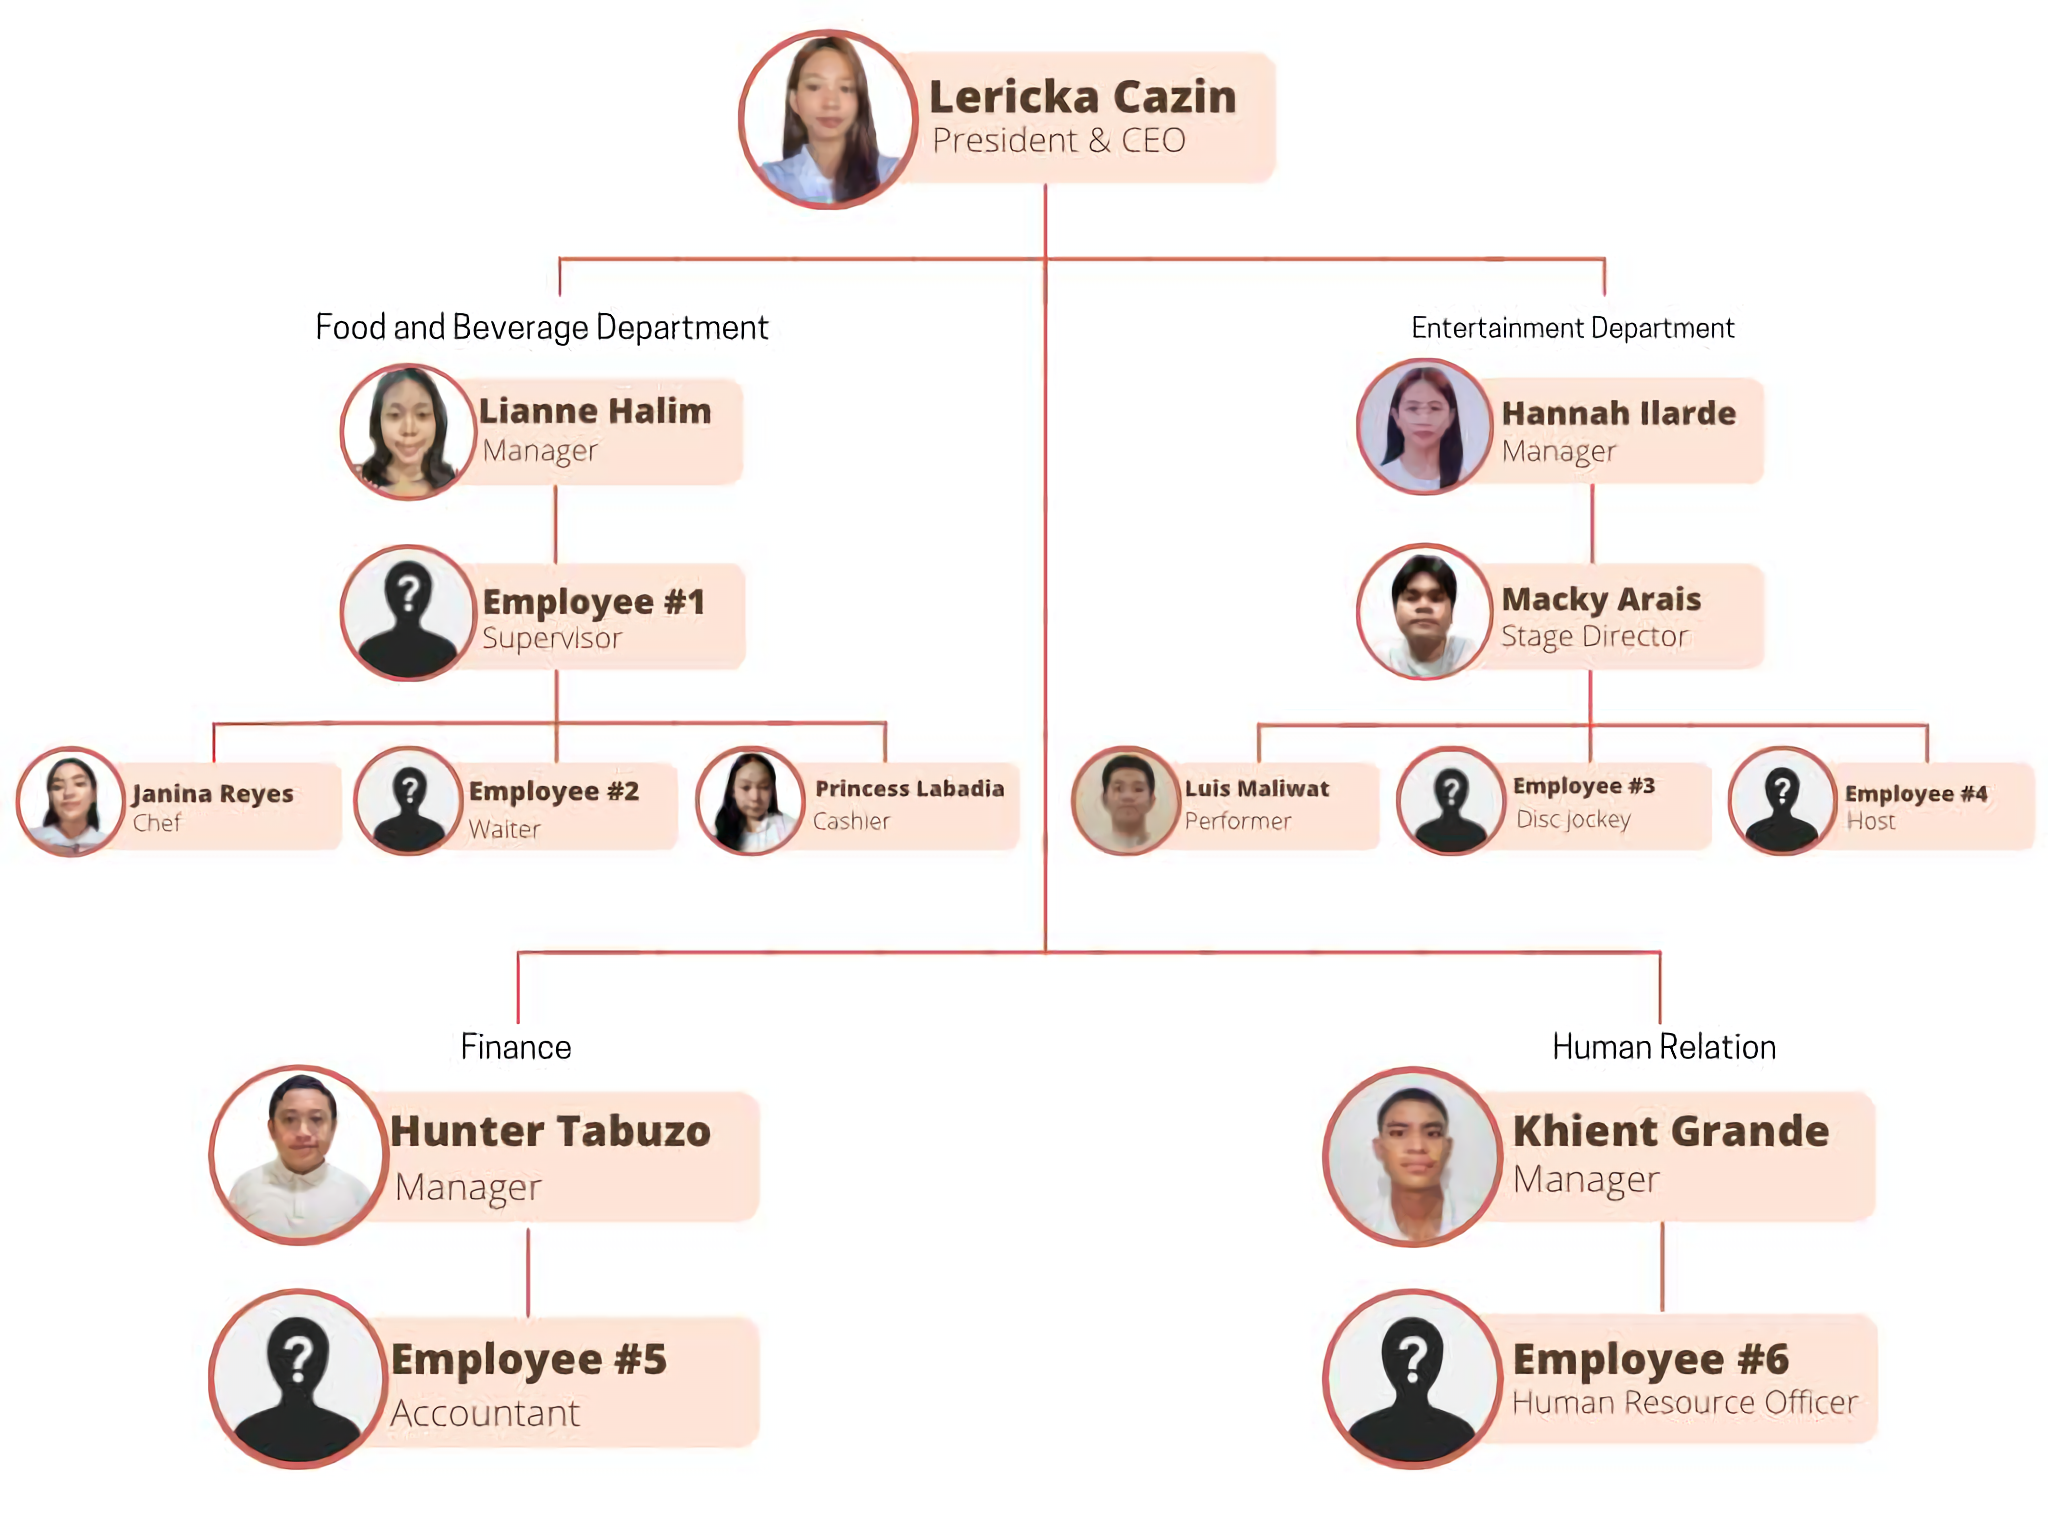 Lericka Cazin
President & CEO
Food and Beverage Department
Entertainment Department
Lianne Halim
Manager
Hannah Ilarde
Manager
Employee #1
Supervisor
Macky Arais
Stage Director
Janina Reyes
Chef
Employee #2
Waiter
Princess Labadia
Cashier
Luis Maliwat
Performer
Employee #3
Disc jockey
Employee #4
Host
Finance
Human Relation
Hunter Tabuzo
Manager
Khient Grande
Manager
Employee #5
Accountant
Employee #6
Human Resource Officer